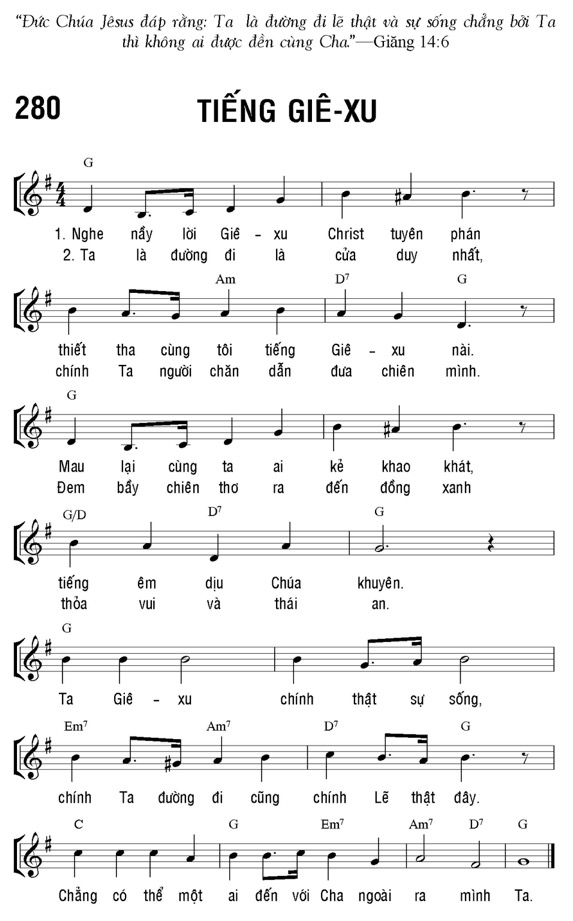 “Đức Chúa Jêsus đáp rằng: Ta là đường đi lẽ thật và sự sống chẳng bởi Ta
thì không ai được đền cùng Cha.”—Giăng 14:6
280 TIẾNG GIÊ-XU
G
1. Nghe nầy lời Giê - xu Christ tuyên phán
2. Ta là đường đi là cửa duy nhất,
Am D7 G
thiết tha cùng tôi tiếng Giê - xu nài.
chính Ta người chăn dẫn đưa chiên mình.
G
Mau lại cùng ta ai kẻ khao khát,
Đem bầy chiên thơ ra đến đồng xanh
G/D D7 G
tiếng êm dịu Chúa khuyên.
thỏa vui và thái an.
G
Ta Giê - xu chính thật sự sống,
Em7 Am7 D7 G
chính Ta đường đi cũng chính Lẽ thật đây.
C G Em7 Am7 D7 G
Chẳng có thể một ai đến với Cha ngoài ra mình Ta.